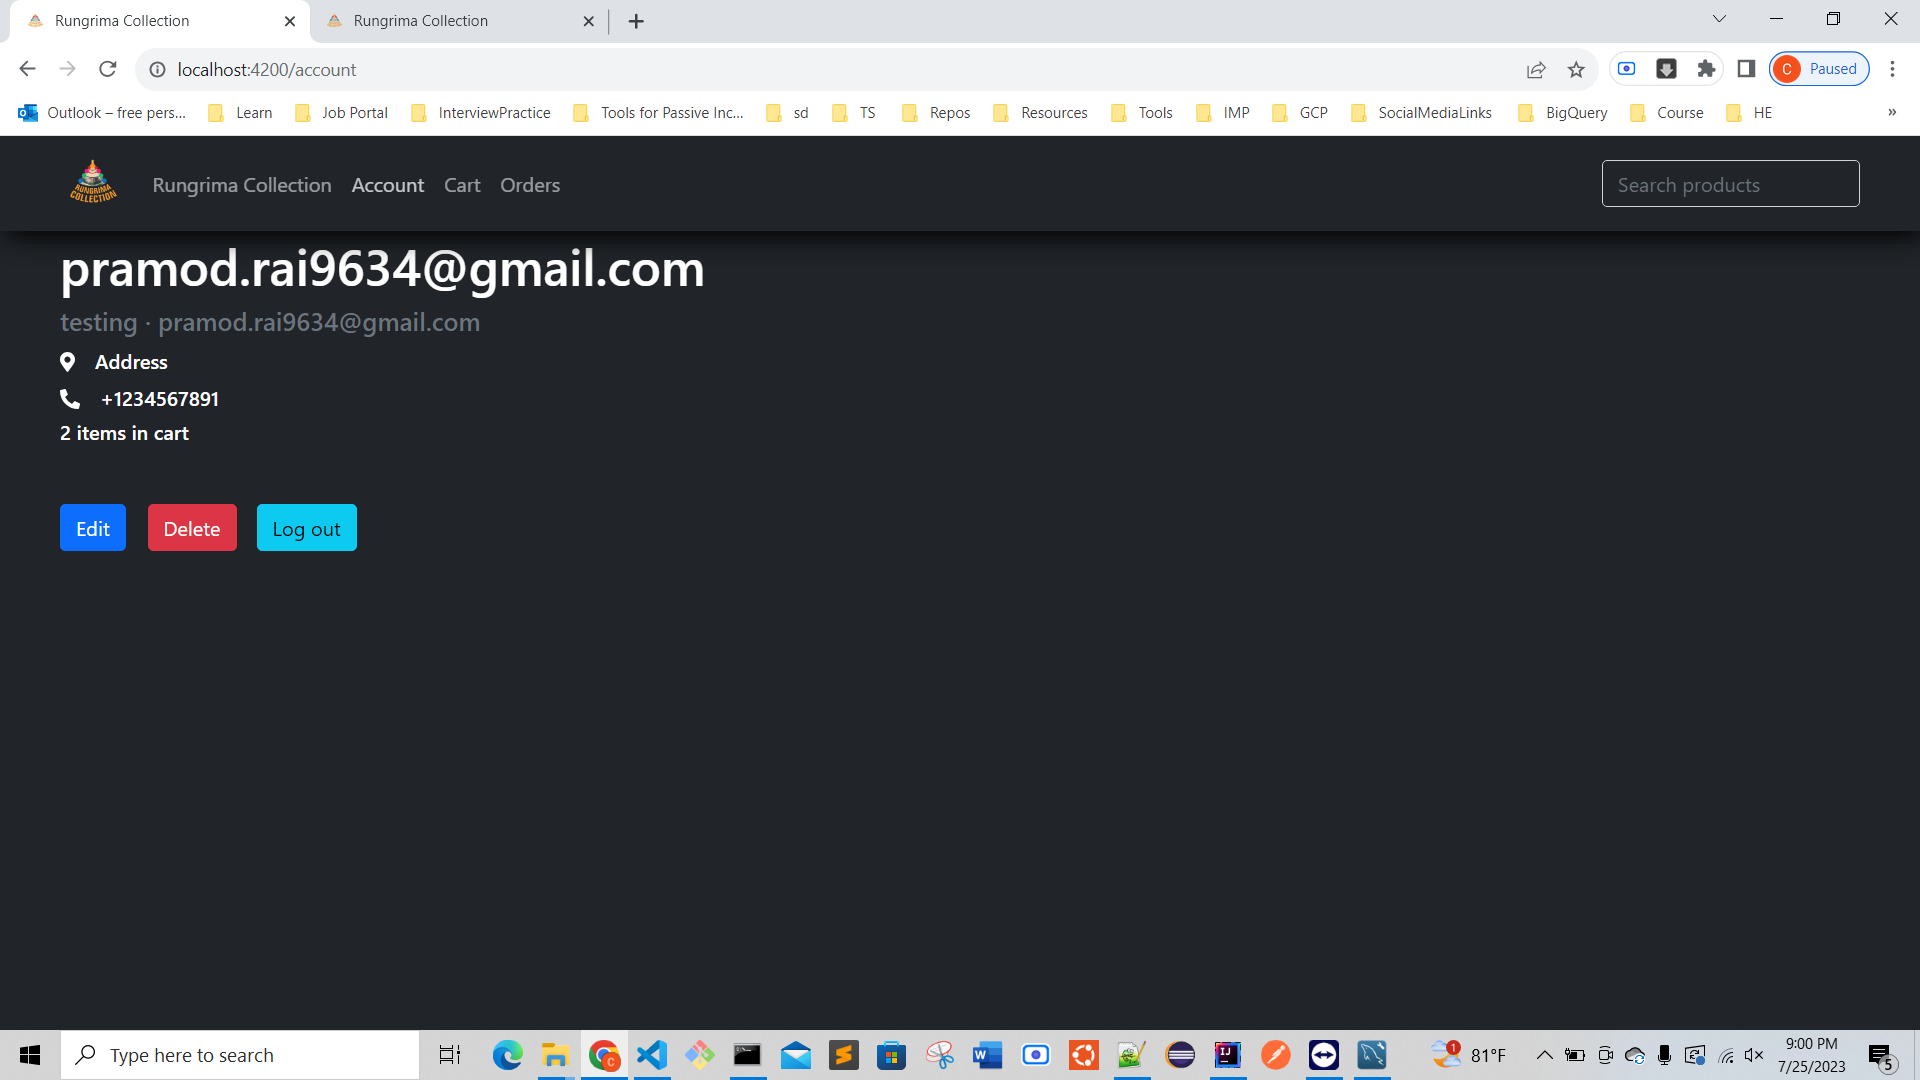 Rungrima Collection
Rungrima Collection
localhost:4200/account
C Paused
Outlook – free pers... Learn Job Portal InterviewPractice Tools for Passive Inc... sd TS Repos Resources Tools IMP GCP SocialMediaLinks BigQuery Course HE »
RUNGRIMA
COLLECTION
Rungrima Collection Account Cart Orders Search products
pramod.rai9634@gmail.com
testing · pramod.rai9634@gmail.com
Address
+1234567891
2 items in cart
Edit Delete Log out
Type here to search
81°F
1
9:00 PM
7/25/2023
5